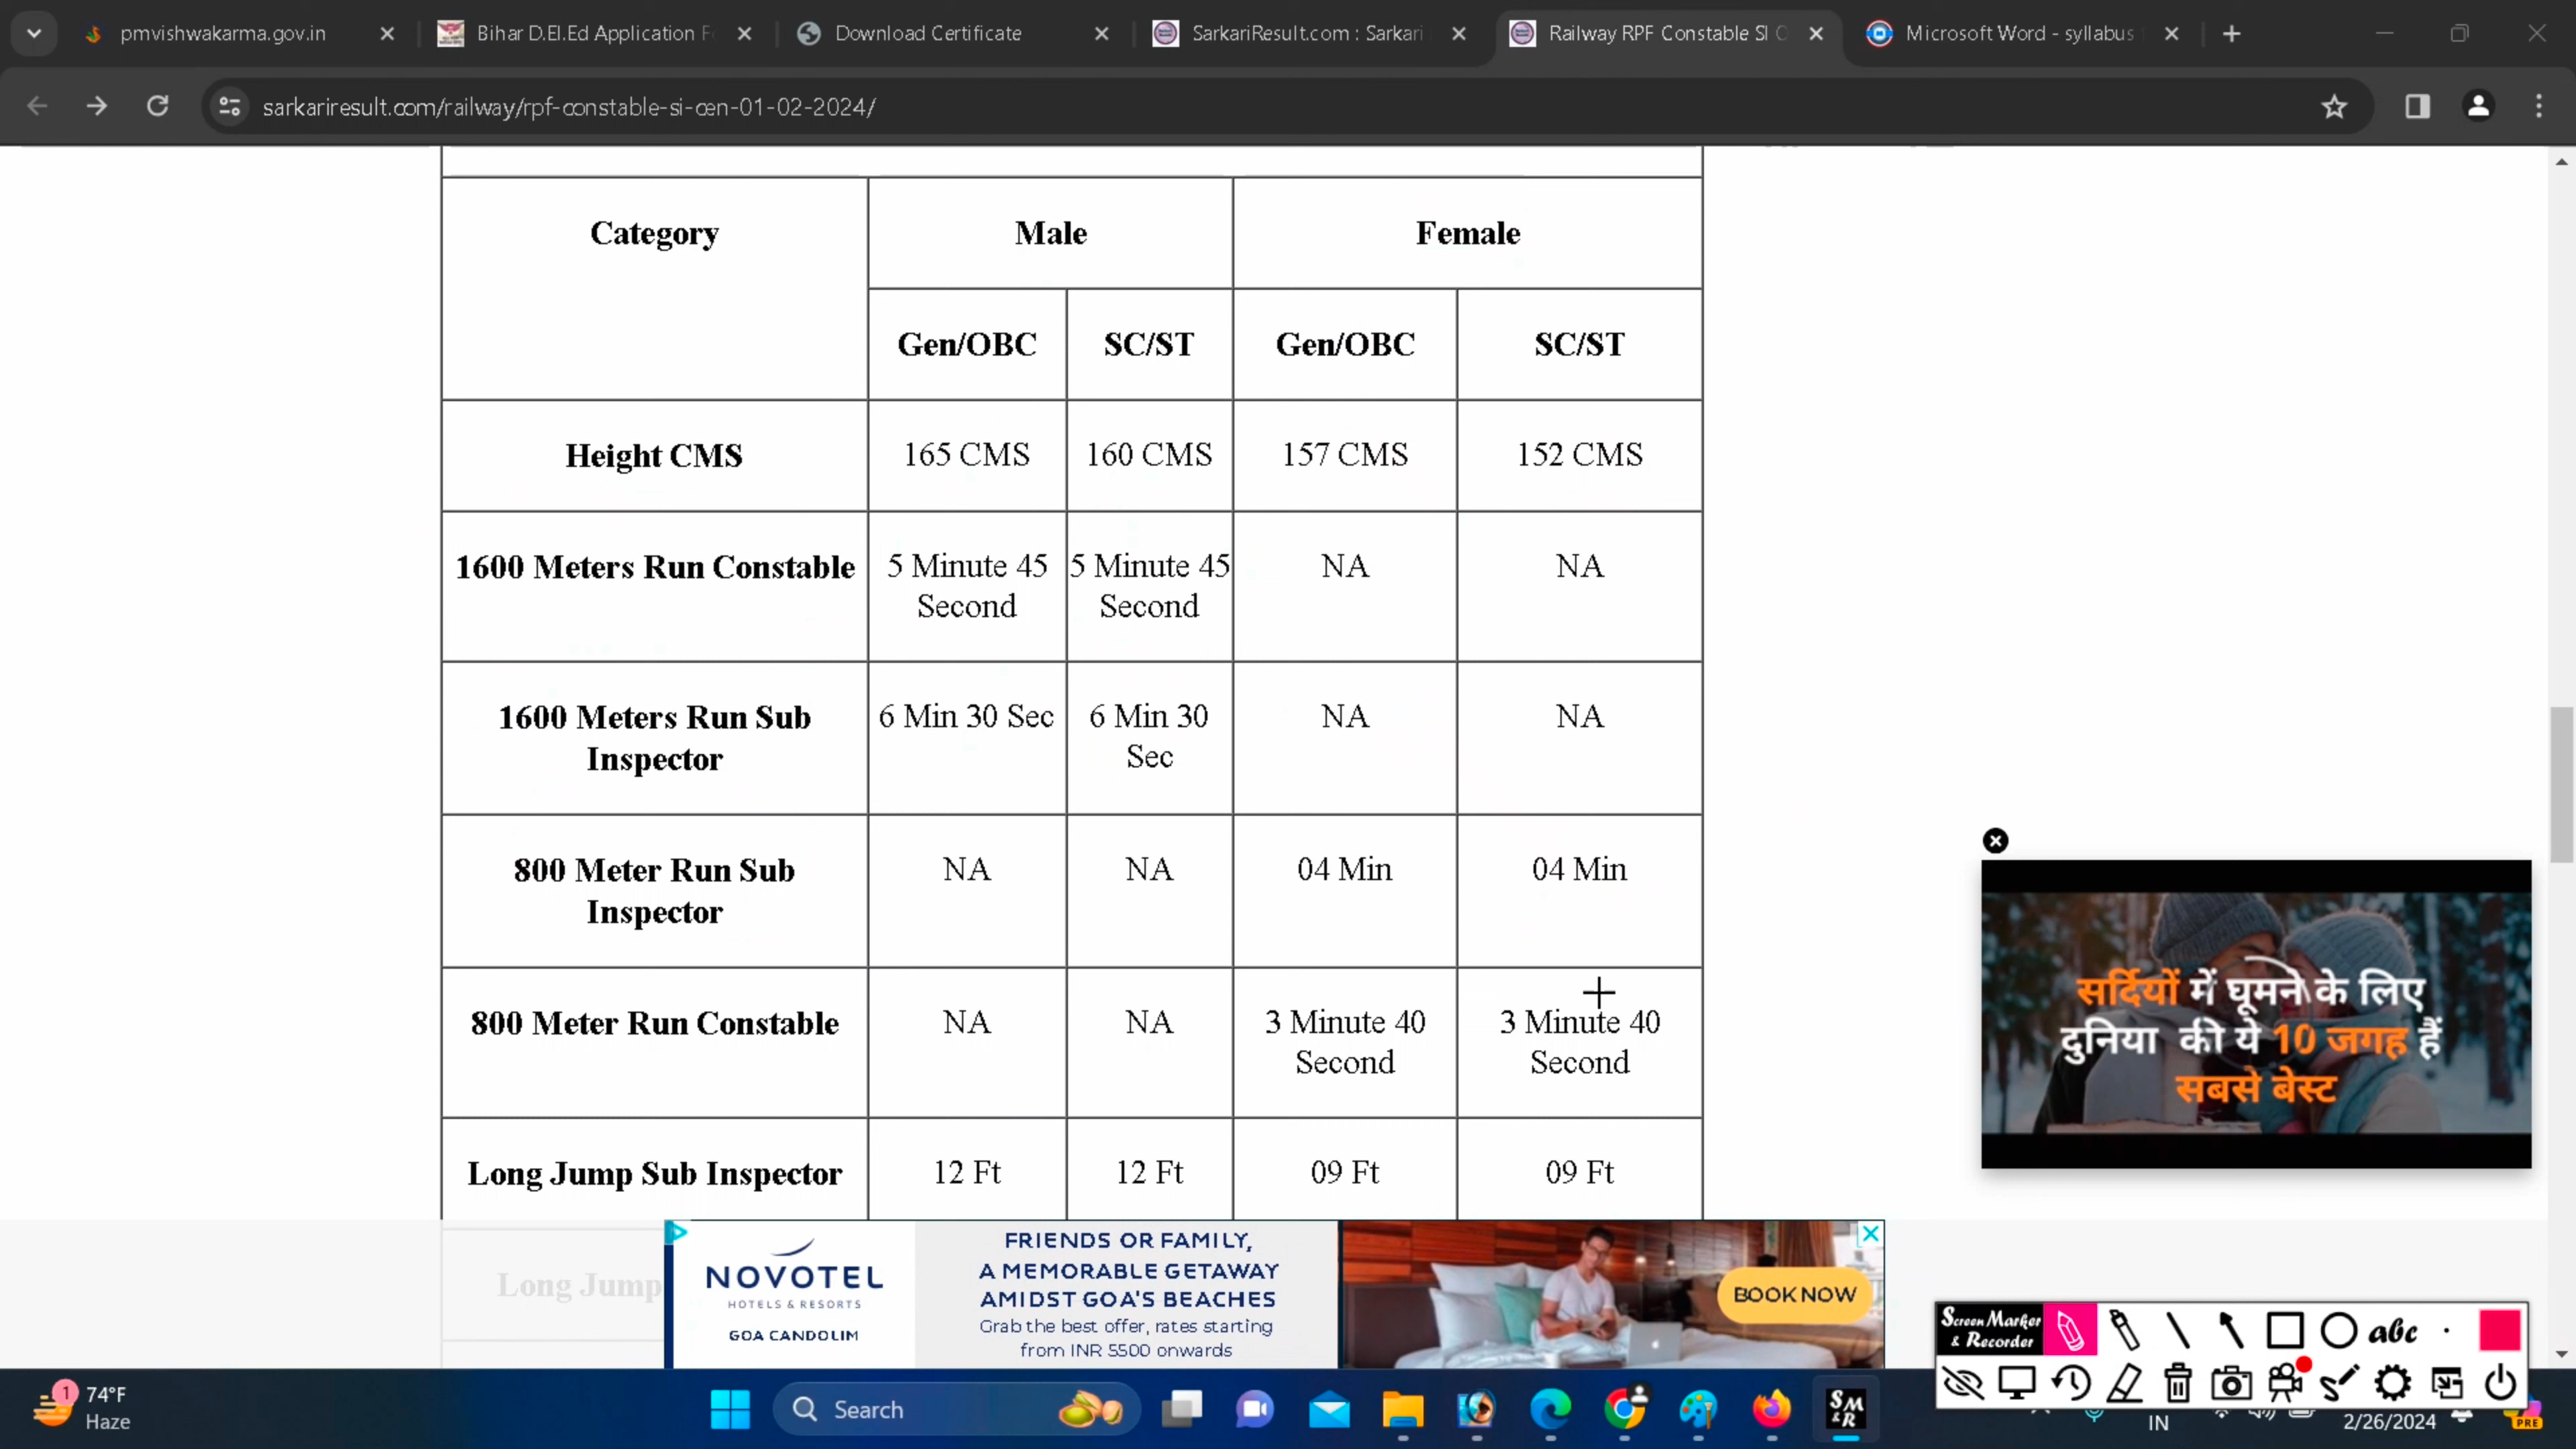 pmvishwakarma.gov.in
Bihar D.El.Ed Application F
Download Certificate
SarkariResult.com : Sarkari
Railway RPF Constable SI O
Microsoft Word - syllabus
sarkariresult.com/railway/rpf-constable-si-cen-01-02-2024/
Category Male Female
Gen/OBC SC/ST Gen/OBC SC/ST
Height CMS 165 CMS 160 CMS 157 CMS 152 CMS
1600 Meters Run Constable 5 Minute 45 5 Minute 45 NA NA
Second Second
1600 Meters Run Sub 6 Min 30 Sec 6 Min 30 NA NA
Inspector Sec
800 Meter Run Sub NA NA 04 Min 04 Min
Inspector
800 Meter Run Constable NA NA 3 Minute 40 3 Minute 40
Second Second
Long Jump Sub Inspector 12 Ft 12 Ft 09 Ft 09 Ft
Long Jump
सर्दियों में घूमने के लिए
दुनिया की ये 10 जगह हैं
सबसे बेस्ट
NOVOTEL
HOTELS & RESORTS
GOA CANDOLIM
FRIENDS OR FAMILY,
A MEMORABLE GETAWAY
AMIDST GOA'S BEACHES
Grab the best offer, rates starting
from INR 5500 onwards
BOOK NOW
Screen Marker
& Recorder
abc
1
74°F
Haze
Search
S
M
&R
IN
2/26/2024
PRE